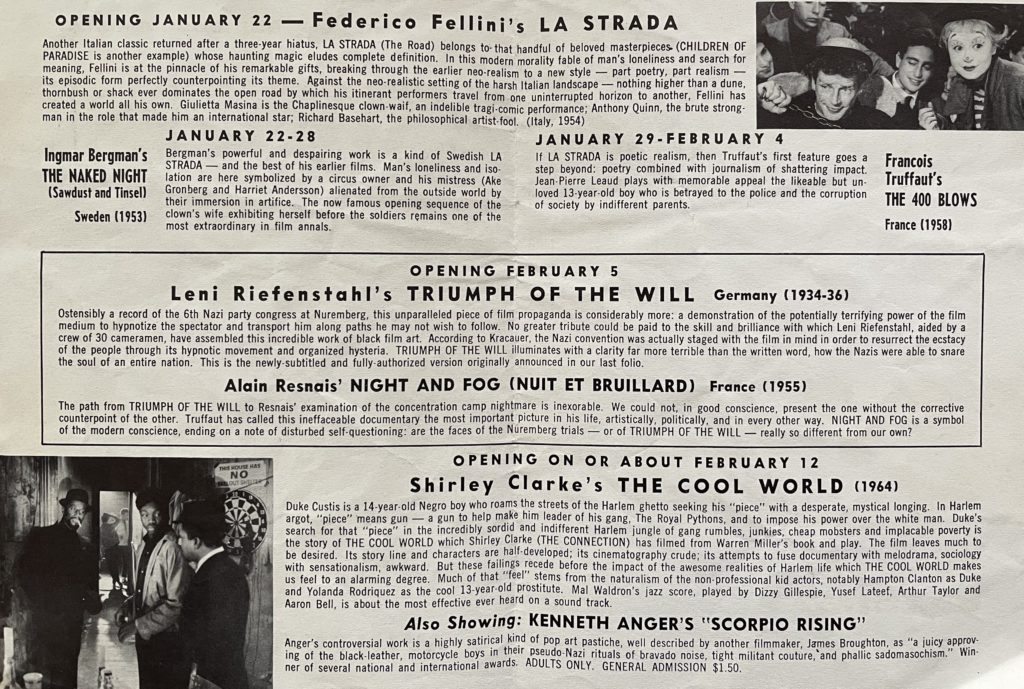 OPENING JANUARY 22 — Federico Fellini's LA STRADA
Another Italian classic returned after a three-year hiatus, LA STRADA (The Road) belongs to that handful of beloved masterpieces (CHILDREN OF
PARADISE is another example) whose haunting magic eludes complete definition. In this modern morality fable of man's loneliness and search for
meaning, Fellini is at the pinnacle of his remarkable gifts, breaking through the earlier neo-realism to a new style — part poetry, part realism —
its episodic form perfectly counterpointing its theme. Against the neo-realistic setting of the harsh Italian landscape — nothing higher than a dune,
thornbush or shack ever dominates the open road by which his itinerant performers travel from one uninterrupted horizon to another, Fellini has
created a world all his own. Giulietta Masina is the Chaplinesque clown-waif, an indelible tragi-comic performance; Anthony Quinn, the brute strong-
man in the role that made him an international star; Richard Basehart, the philosophical artist-fool. (Italy, 1954)
JANUARY 22-28
Ingmar Bergman's
THE NAKED NIGHT
(Sawdust and Tinsel)
Sweden (1953)
Bergman's powerful and despairing work is a kind of Swedish LA
STRADA — and the best of his earlier films. Man's loneliness and iso-
lation are here symbolized by a circus owner and his mistress (Ake
Gronberg and Harriet Andersson) alienated from the outside world by
their immersion in artifice. The now famous opening sequence of the
clown's wife exhibiting herself before the soldiers remains one of the
most extraordinary in film annals.
JANUARY 29-FEBRUARY 4
If LA STRADA is poetic realism, then Truffaut's first feature goes a
step beyond: poetry combined with journalism of shattering impact.
Jean-Pierre Leaud plays with memorable appeal the likeable but un-
loved 13-year-old boy who is betrayed to the police and the corruption
of society by indifferent parents.
Francois
Truffaut's
THE 400 BLOWS
France (1958)
OPENING FEBRUARY 5
Leni Riefenstahl's TRIUMPH OF THE WILL Germany (1934-36)
Ostensibly a record of the 6th Nazi party congress at Nuremberg, this unparalleled piece of film propaganda is considerably more: a demonstration of the potentially terrifying power of the film
medium to hypnotize the spectator and transport him along paths he may not wish to follow. No greater tribute could be paid to the skill and brilliance with which Leni Riefenstahl, aided by a
crew of 30 cameramen, have assembled this incredible work of black film art. According to Kracauer, the Nazi convention was actually staged with the film in mind in order to resurrect the ecstacy
of the people through its hypnotic movement and organized hysteria. TRIUMPH OF THE WILL illuminates with a clarity far more terrible than the written word, how the Nazis were able to snare
the soul of an entire nation. This is the newly-subtitled and fully-authorized version originally announced in our last folio.
Alain Resnais' NIGHT AND FOG (NUIT ET BRUILLARD) France (1955)
The path from TRIUMPH OF THE WILL to Resnais' examination of the concentration camp nightmare is inexorable. We could not, in good conscience, present the one without the corrective
counterpoint of the other. Truffaut has called this ineffaceable documentary the most important picture in his life, artistically, politically, and in every other way. NIGHT AND FOG is a symbol
of the modern conscience, ending on a note of disturbed self-questioning: are the faces of the Nuremberg trials — or of TRIUMPH OF THE WILL — really so different from our own?
THIS HOUSE HAS
NO
FALLOUT SHELTER
OPENING ON OR ABOUT FEBRUARY 12
Shirley Clarke's THE COOL WORLD (1964)
Duke Custis is a 14-year-old Negro boy who roams the streets of the Harlem ghetto seeking his "piece" with a desperate, mystical longing. In Harlem
argot, "piece" means gun — a gun to help make him leader of his gang, The Royal Pythons, and to impose his power over the white man. Duke's
search for that "piece" in the incredibly sordid and indifferent Harlem jungle of gang rumbles, junkies, cheap mobsters and implacable poverty is
the story of THE COOL WORLD which Shirley Clarke (THE CONNECTION) has filmed from Warren Miller's book and play. The film leaves much to
be desired. Its story line and characters are half-developed; its cinematography crude; its attempts to fuse documentary with melodrama, sociology
with sensationalism, awkward. But these failings recede before the impact of the awesome realities of Harlem life which THE COOL WORLD makes
us feel to an alarming degree. Much of that "feel" stems from the naturalism of the non-professional kid actors, notably Hampton Clanton as Duke
and Yolanda Rodriquez as the cool 13-year-old prostitute. Mal Waldron's jazz score, played by Dizzy Gillespie, Yusef Lateef, Arthur Taylor and
Aaron Bell, is about the most effective ever heard on a sound track.
Also Showing: KENNETH ANGER'S "SCORPIO RISING"
Anger's controversial work is a highly satirical kind of pop art pastiche, well described by another filmmaker, James Broughton, as "a juicy approv-
ing of the black-leather, motorcycle boys in their pseudo-Nazi rituals of bravado noise, tight militant couture, and phallic sadomasochism." Win-
ner of several national and international awards. ADULTS ONLY. GENERAL ADMISSION $1.50.